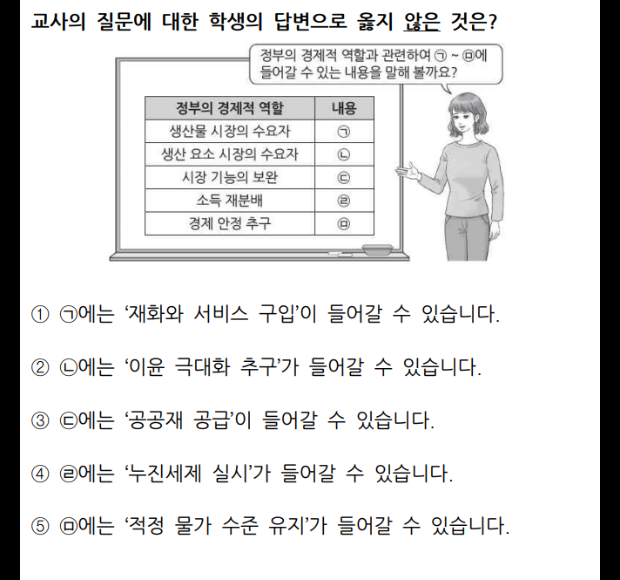 교사의 질문에 대한 학생의 답변으로 옳지 않은 것은?
정부의 경제적 역할과 관련하여 ㉠ ~ ㉤에
들어갈 수 있는 내용을 말해 볼까요?
정부의 경제적 역할 내용
생산물 시장의 수요자 ㉠
생산 요소 시장의 수요자 ㉡
시장 기능의 보완 ㉢
소득 재분배 ㉣
경제 안정 추구 ㉤
① ㉠에는 ‘재화와 서비스 구입’이 들어갈 수 있습니다.
② ㉡에는 ‘이윤 극대화 추구’가 들어갈 수 있습니다.
③ ㉢에는 ‘공공재 공급’이 들어갈 수 있습니다.
④ ㉣에는 ‘누진세제 실시’가 들어갈 수 있습니다.
⑤ ㉤에는 ‘적정 물가 수준 유지’가 들어갈 수 있습니다.